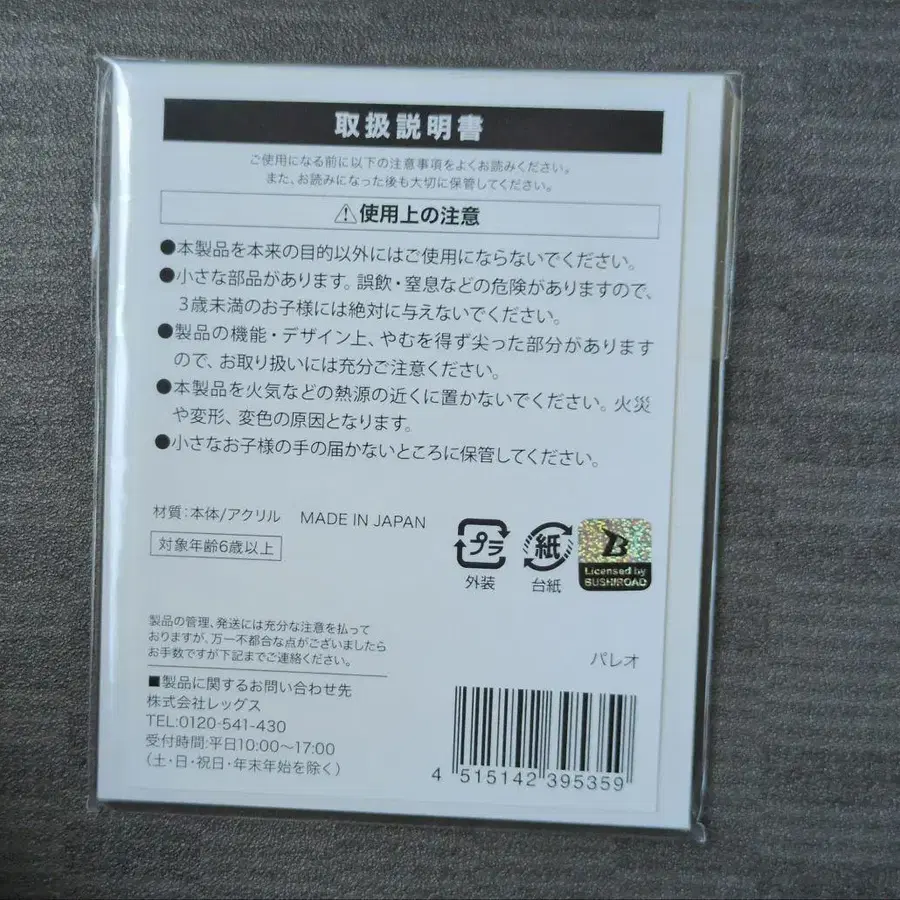 取扱説明書
ご使用になる前に以下の注意事項をよくお読みください。
また、お読みになった後も大切に保管してください。
⚠使用上の注意
●本製品を本来の目的以外にはご使用にならないでください。
●小さな部品があります。誤飲・窒息などの危険がありますので、
3歳未満のお子様には絶対に与えないでください。
●製品の機能・デザイン上、やむを得ず尖った部分があります
ので、お取り扱いには充分ご注意ください。
●本製品を火気などの熱源の近くに置かないでください。火災
や変形、変色の原因となります。
●小さなお子様の手の届かないところに保管してください。
材質:本体/アクリル MADE IN JAPAN
対象年齢6歳以上
プラ
外装
紙
台紙
B
Licensed by
BUSHIROAD
製品の管理、発送には充分な注意を払って
おりますが、万一不都合な点がございましたら
お手数ですが下記までご連絡ください。
■製品に関するお問い合わせ先
株式会社レッグス
TEL:0120-541-430
受付時間:平日10:00〜17:00
(土・日・祝日・年末年始を除く)
パレオ
4 515142 395359